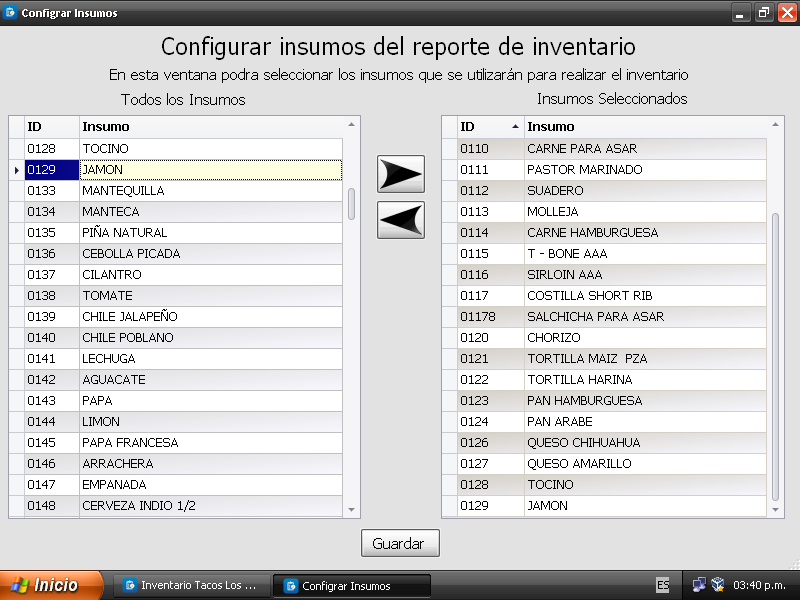 Configrar Insumos
Configurar insumos del reporte de inventario
En esta ventana podra seleccionar los insumos que se utilizarán para realizar el inventario
Todos los Insumos
ID Insumo
0128 TOCINO
0129 JAMON
0133 MANTEQUILLA
0134 MANTECA
0135 PIÑA NATURAL
0136 CEBOLLA PICADA
0137 CILANTRO
0138 TOMATE
0139 CHILE JALAPEÑO
0140 CHILE POBLANO
0141 LECHUGA
0142 AGUACATE
0143 PAPA
0144 LIMON
0145 PAPA FRANCESA
0146 ARRACHERA
0147 EMPANADA
0148 CERVEZA INDIO 1/2
Insumos Seleccionados
ID Insumo
0110 CARNE PARA ASAR
0111 PASTOR MARINADO
0112 SUADERO
0113 MOLLEJA
0114 CARNE HAMBURGUESA
0115 T - BONE AAA
0116 SIRLOIN AAA
0117 COSTILLA SHORT RIB
01178 SALCHICHA PARA ASAR
0120 CHORIZO
0121 TORTILLA MAIZ  PZA
0122 TORTILLA HARINA
0123 PAN HAMBURGUESA
0124 PAN ARABE
0126 QUESO CHIHUAHUA
0127 QUESO AMARILLO
0128 TOCINO
0129 JAMON
Guardar
Inicio
Inventario Tacos Los ...
Configrar Insumos
ES
03:40 p.m.